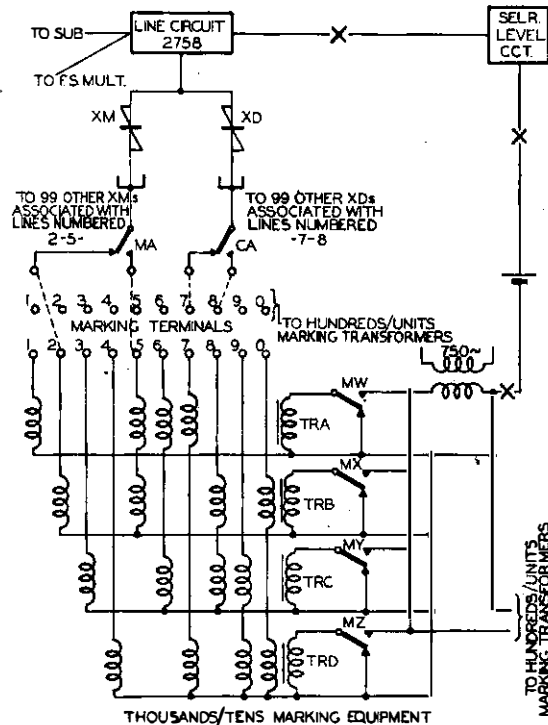 LINE CIRCUIT
2758
SELR.
LEVEL
CCT.
TO SUB
TO F.S MULT.
XM
XD
TO 99 OTHER XMs
ASSOCIATED WITH
LINES NUMBERED
2-5-
TO 99 OTHER XDs
ASSOCIATED WITH
LINES NUMBERED
-7-8
MA
CA
1 2 3 4 5 6 7 8 9 0
MARKING TERMINALS
TO HUNDREDS/UNITS
MARKING TRANSFORMERS
1 2 3 4 5 6 7 8 9 0
750~
MW
TRA
MX
TRB
MY
TRC
MZ
TRD
TO HUNDREDS/UNITS
MARKING TRANSFORMERS
THOUSANDS/TENS MARKING EQUIPMENT